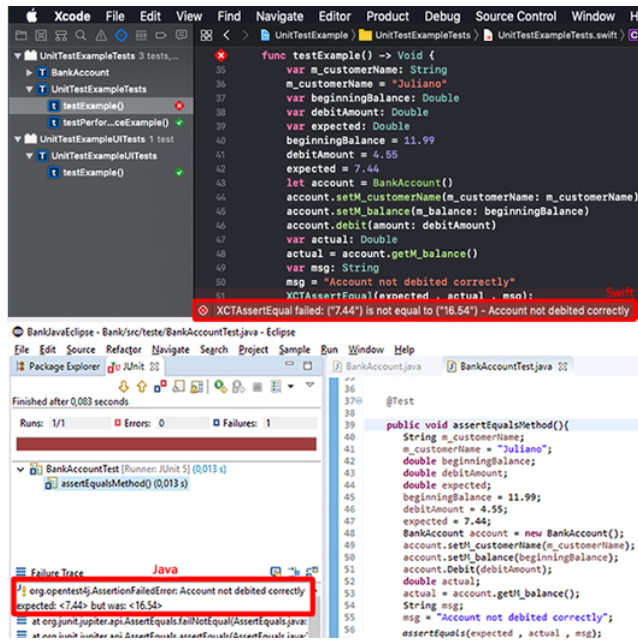 Xcode File Edit View Find Navigate Editor Product Debug Source Control Window H
UnitTestExample UnitTestExampleTests UnitTestExampleTests.swift C
UnitTestExampleTests 3 tests,...
BankAccount
UnitTestExampleTests
testExample()
testPerfor...ceExample()
UnitTestExampleUITests 1 test
UnitTestExampleUITests
testExample()
func testExample() -> Void {
35 var m_customerName: String
36 m_customerName = "Juliano"
37 var beginningBalance: Double
38 var debitAmount: Double
39 var expected: Double
40 beginningBalance = 11.99
41 debitAmount = 4.55
42 expected = 7.44
43 let account = BankAccount()
44 account.setM_customerName(m_customerName: m_customerName)
45 account.setM_balance(m_balance: beginningBalance)
46 account.debit(amount: debitAmount)
47 var actual: Double
48 actual = account.getM_balance()
49 var msg: String
50 msg = "Account not debited correctly"
51 XCTAssertEqual(expected , actual , msg);
Swift
XCTAssertEqual failed: ("7.44") is not equal to ("16.54") - Account not debited correctly
BankJavaEclipse - Bank/src/teste/BankAccountTest.java - Eclipse
File Edit Source Refactor Navigate Search Project Sample Run Window Help
Package Explorer JUnit
Finished after 0,083 seconds
Runs: 1/1 Errors: 0 Failures: 1
BankAccountTest [Runner: JUnit 5] (0,013 s)
assertEqualsMethod() (0,013 s)
Failure Trace
Java
org.opentest4j.AssertionFailedError: Account not debited correctly
expected: <7.44> but was: <16.54>
at org.junit.jupiter.api.AssertEquals.failNotEqual(AssertEquals.java:
at org.junit.jupiter.api.AssertEquals.assertEquals(AssertEquals.java:
BankAccount.java BankAccountTest.java
36
37 @Test
38
39 public void assertEqualsMethod(){
40 String m_customerName;
41 m_customerName = "Juliano";
42 double beginningBalance;
43 double debitAmount;
44 double expected;
45 beginningBalance = 11.99;
46 debitAmount = 4.55;
47 expected = 7.44;
48 BankAccount account = new BankAccount();
49 account.setM_customerName(m_customerName);
50 account.setM_balance(beginningBalance);
51 account.Debit(debitAmount);
52 double actual;
53 actual = account.getM_balance();
54 String msg;
55 msg = "Account not debited correctly";
56 assertEquals(expected , actual , msg);